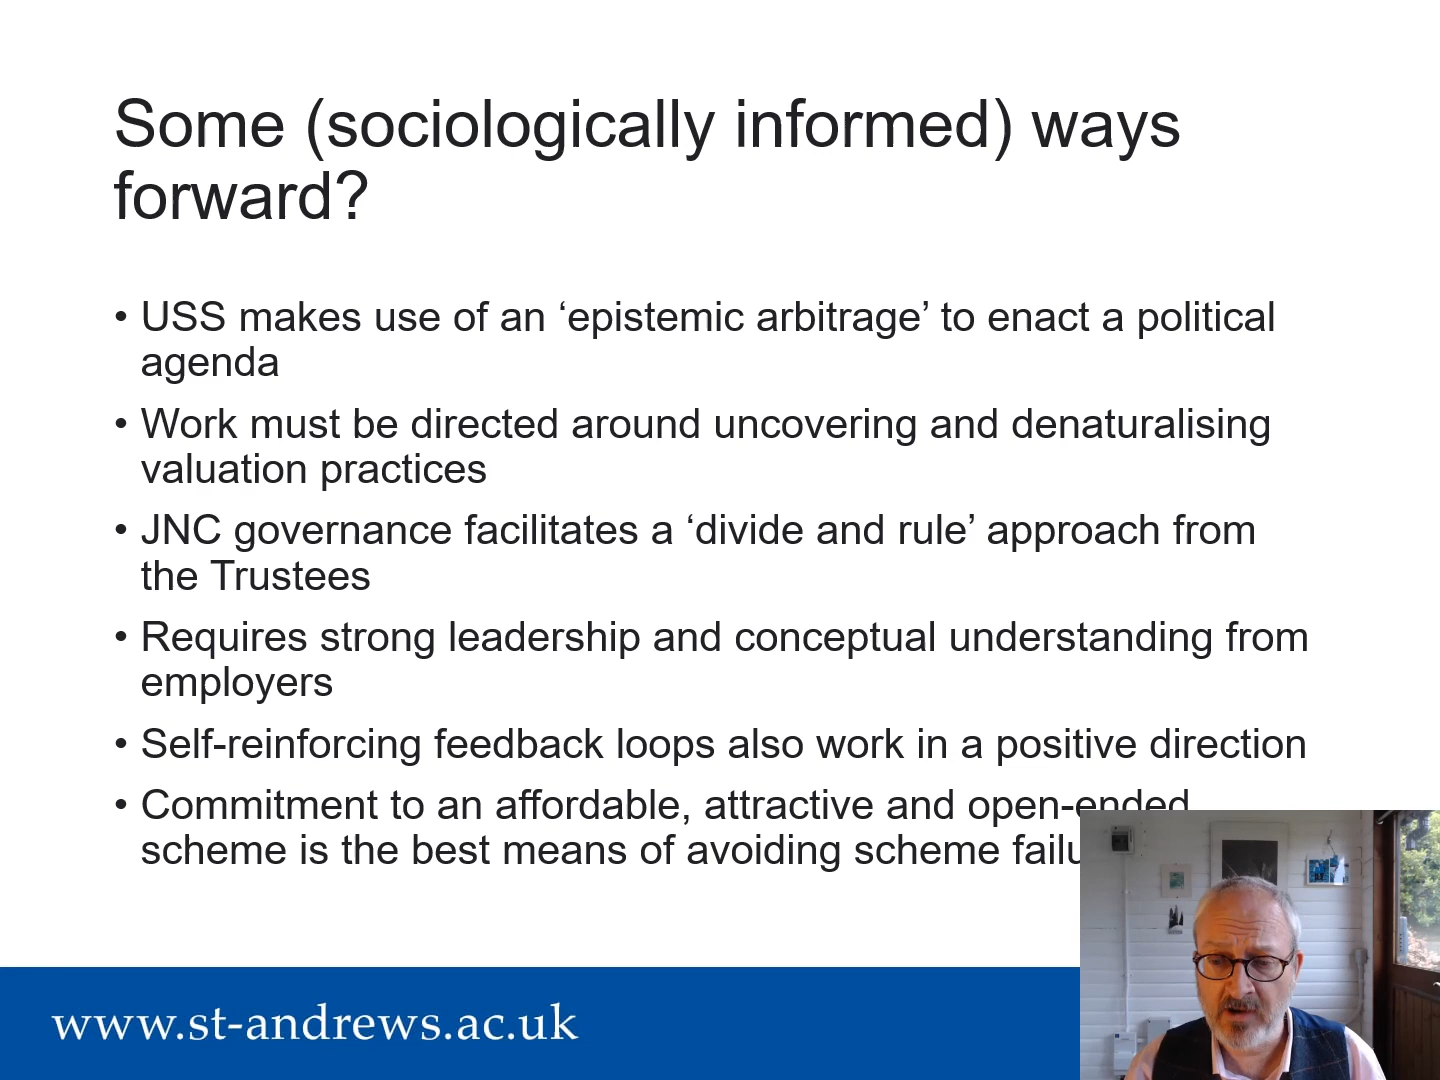 Some (sociologically informed) ways
forward?
• USS makes use of an ‘epistemic arbitrage’ to enact a political
agenda
• Work must be directed around uncovering and denaturalising
valuation practices
• JNC governance facilitates a ‘divide and rule’ approach from
the Trustees
• Requires strong leadership and conceptual understanding from
employers
• Self-reinforcing feedback loops also work in a positive direction
• Commitment to an affordable, attractive and open-ended
scheme is the best means of avoiding scheme
www.st-andrews.ac.uk